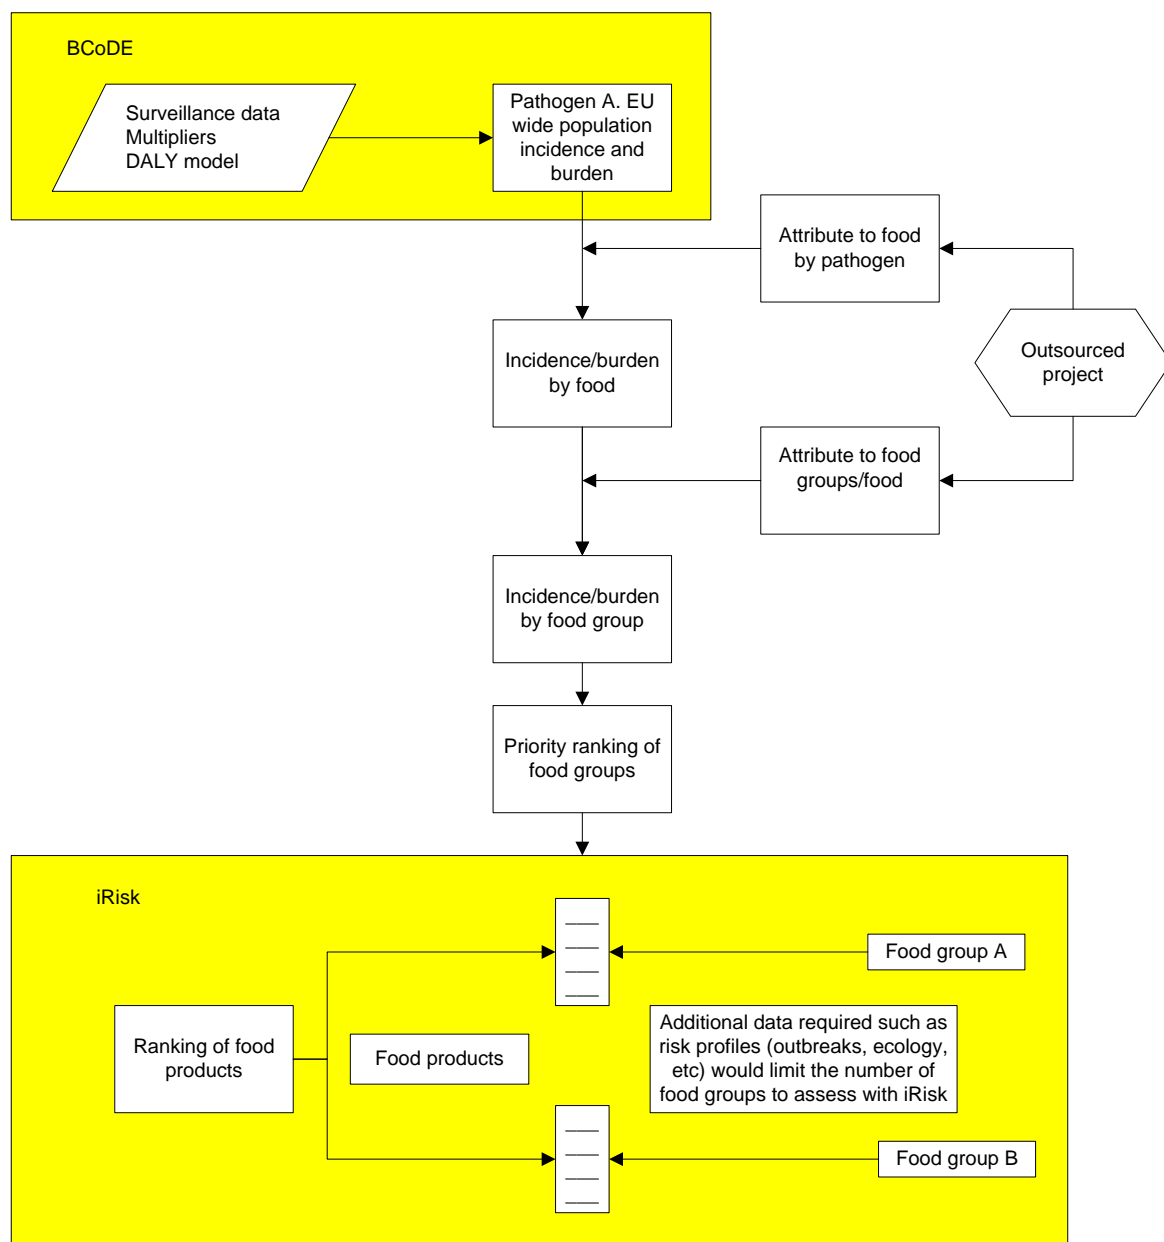 BCoDE
Surveillance data
Multipliers
DALY model
Pathogen A. EU
wide population
incidence and
burden
Attribute to food
by pathogen
Outsourced
project
Incidence/burden
by food
Attribute to food
groups/food
Incidence/burden
by food group
Priority ranking of
food groups
iRisk
Food group A
Ranking of food
products
Food products
Additional data required such as
risk profiles (outbreaks, ecology,
etc) would limit the number of
food groups to assess with iRisk
Food group B